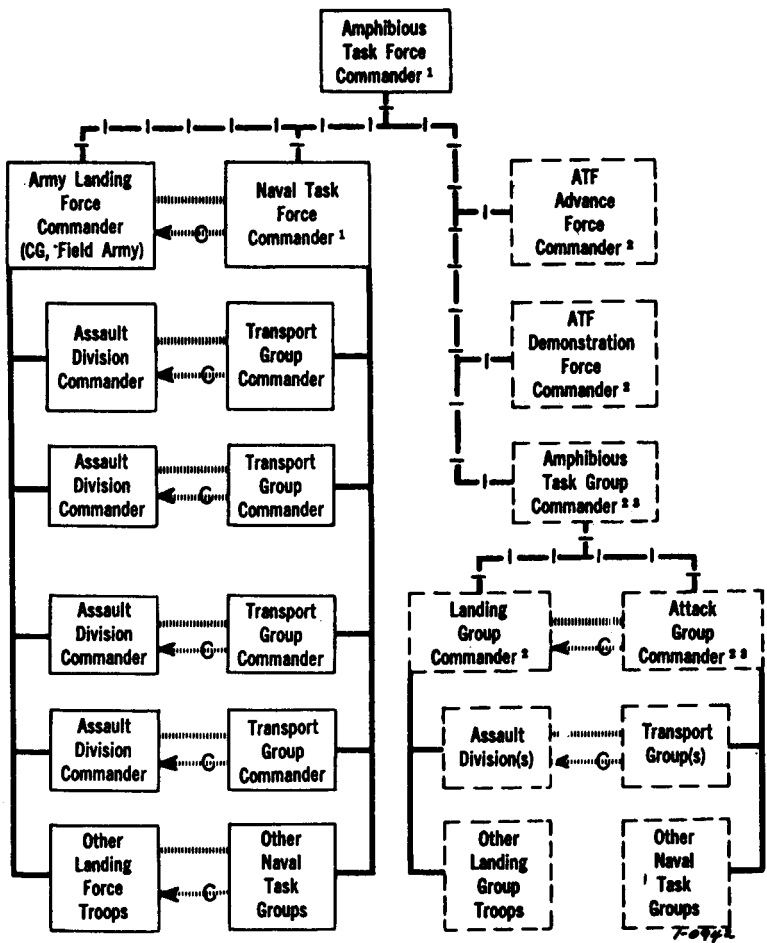 Amphibious
Task Force
Commander ¹
Army Landing
Force
Commander
(CG, Field Army)
Naval Task
Force
Commander ¹
C
ATF
Advance
Force
Commander ²
Assault
Division
Commander
Transport
Group
Commander
C
ATF
Demonstration
Force
Commander ²
Assault
Division
Commander
Transport
Group
Commander
C
Amphibious
Task Group
Commander ² ³
Assault
Division
Commander
Transport
Group
Commander
C
Landing
Group
Commander ²
Attack
Group
Commander ² ³
C
Assault
Division
Commander
Transport
Group
Commander
C
Assault
Division(s)
Transport
Group(s)
C
Other
Landing
Force
Troops
Other
Naval
Task
Groups
C
Other
Landing
Group
Troops
Other
Naval
Task
Groups
7-0942